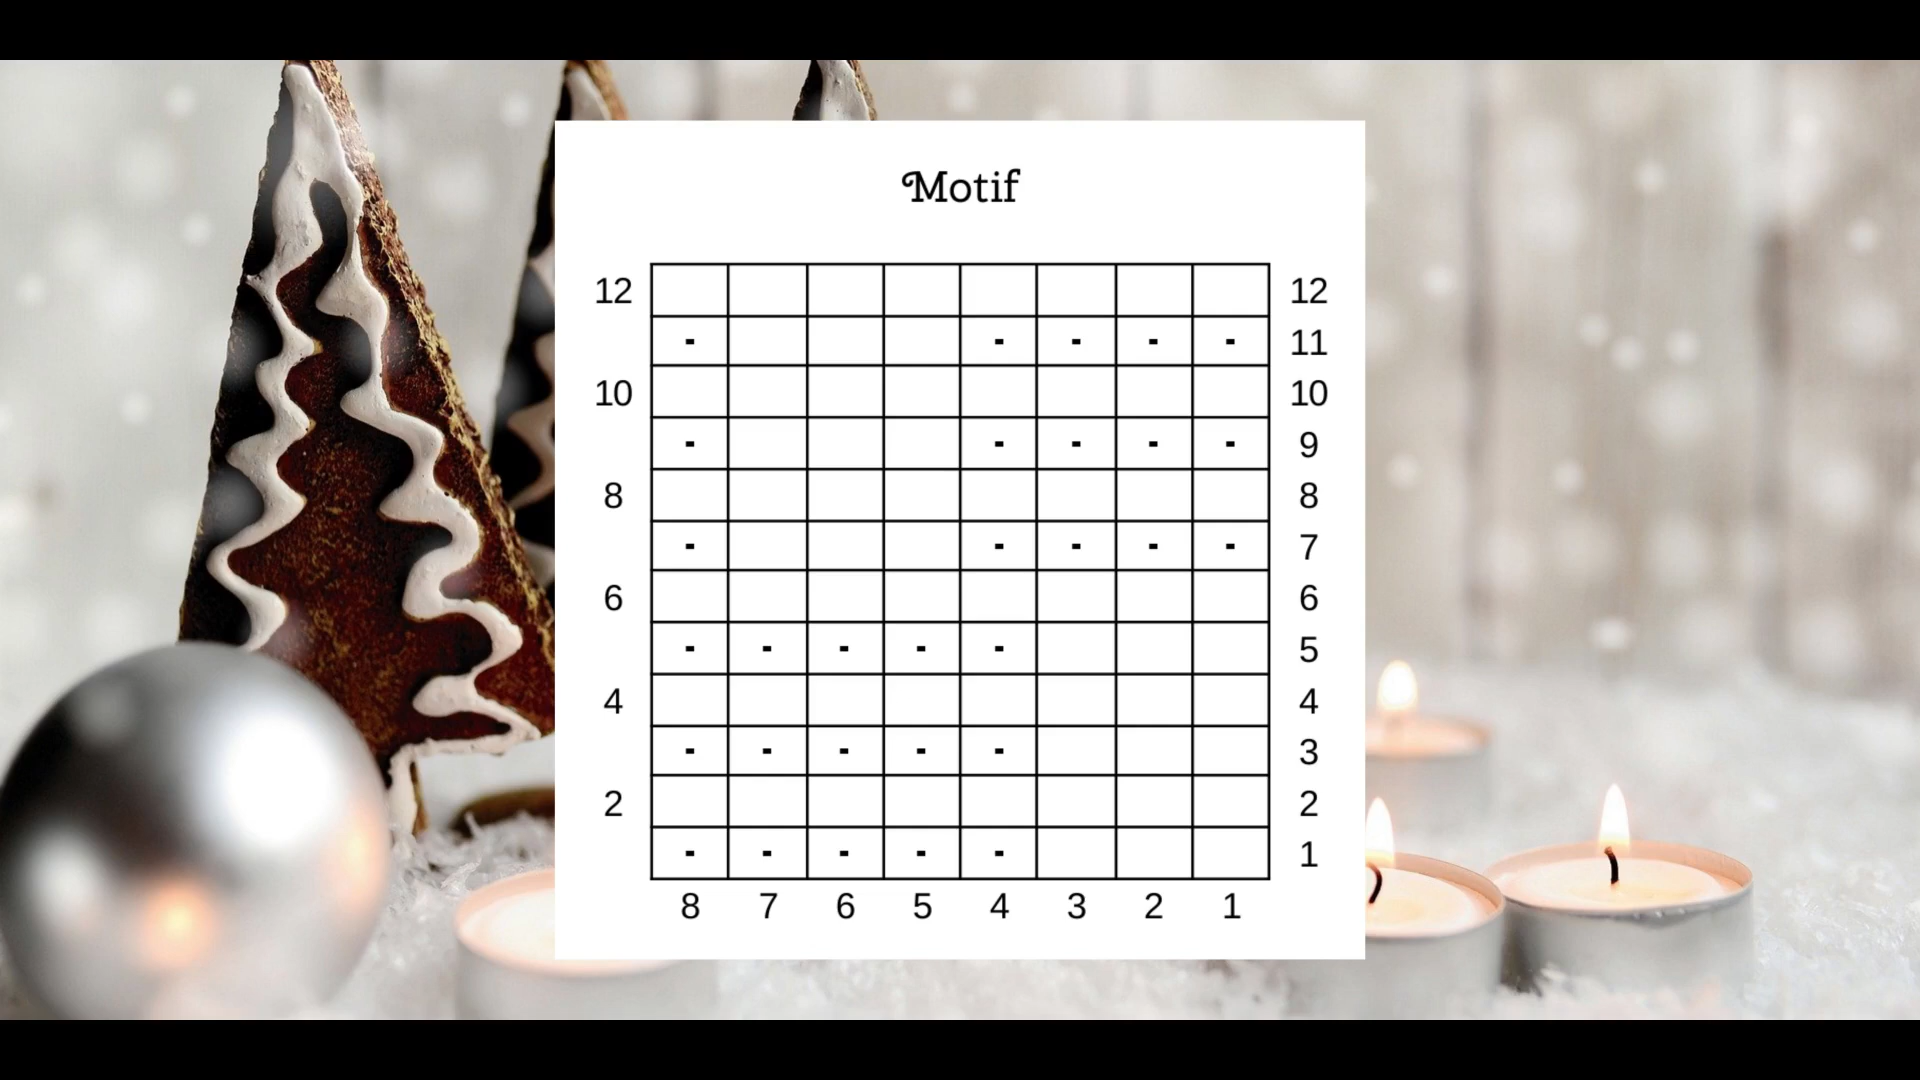 Motif
12 12
- - - - - 11
10 10
- - - - - 9
8 8
- - - - - 7
6 6
- - - - - 5
4 4
- - - - - 3
2 2
- - - - - 1
8 7 6 5 4 3 2 1